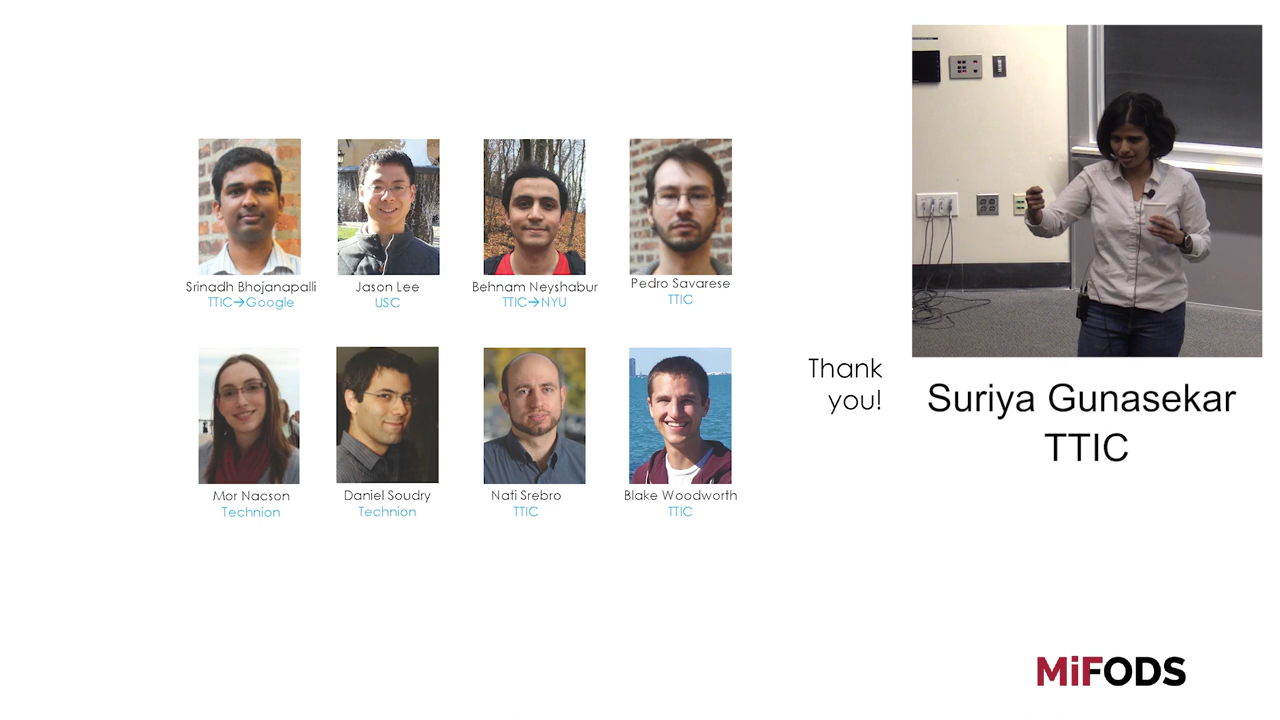 Srinadh Bhojanapalli
TTIC→Google
Jason Lee
USC
Behnam Neyshabur
TTIC→NYU
Pedro Savarese
TTIC
Mor Nacson
Technion
Daniel Soudry
Technion
Nati Srebro
TTIC
Blake Woodworth
TTIC
Thank
you!
Suriya Gunasekar
TTIC
MiFODS